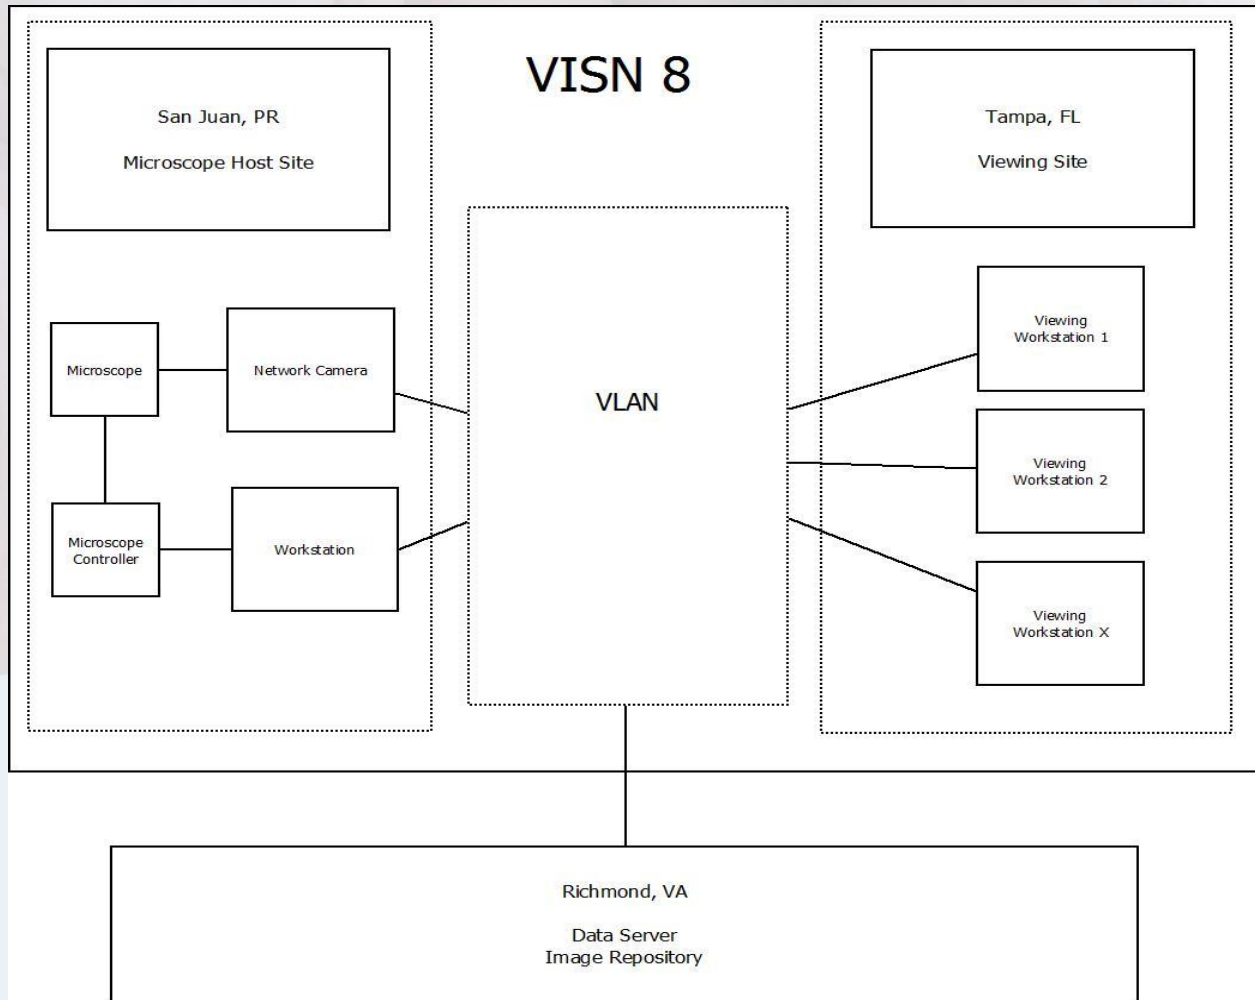 VISN 8
San Juan, PR
Microscope Host Site
Tampa, FL
Viewing Site
Microscope
Network Camera
Microscope
Controller
Workstation
VLAN
Viewing
Workstation 1
Viewing
Workstation 2
Viewing
Workstation X
Richmond, VA
Data Server
Image Repository